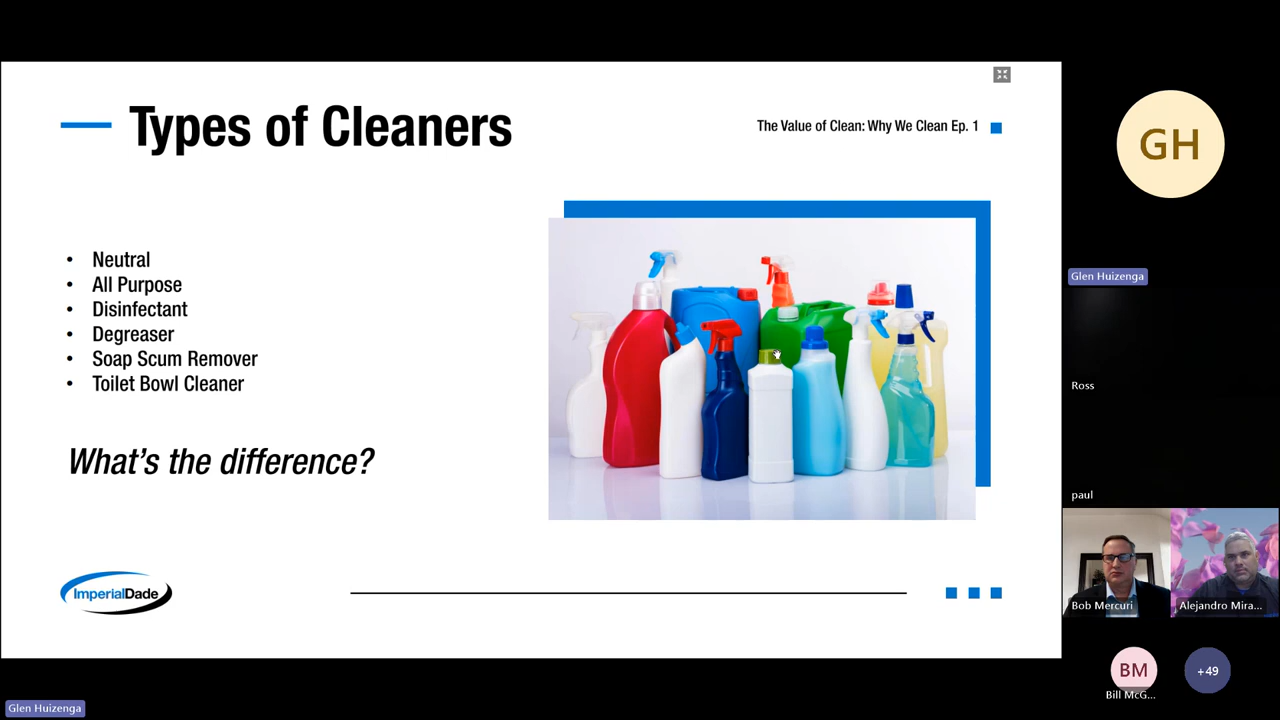 Types of Cleaners
The Value of Clean: Why We Clean Ep. 1
• Neutral
• All Purpose
• Disinfectant
• Degreaser
• Soap Scum Remover
• Toilet Bowl Cleaner
What's the difference?
ImperialDade
GH
Glen Huizenga
Ross
paul
Bob Mercuri
Alejandro Mira...
BM
+49
Bill McG...
Glen Huizenga